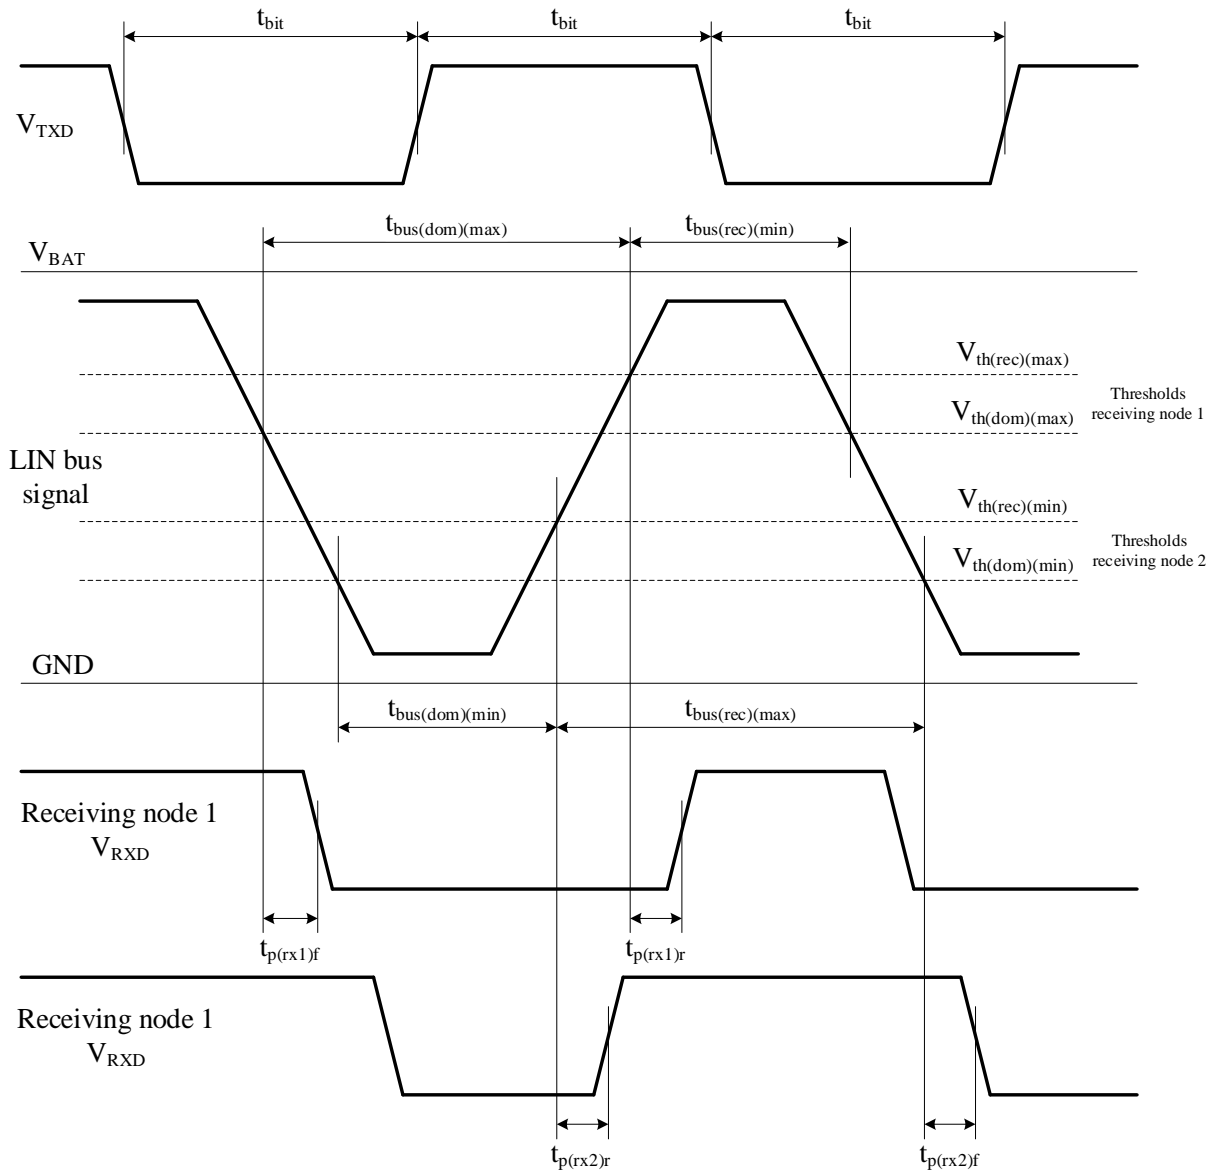 t_bit t_bit t_bit
V_TXD
t_bus(dom)(max) t_bus(rec)(min)
V_BAT
V_th(rec)(max)
Thresholds
receiving node 1
V_th(dom)(max)
LIN bus
signal
V_th(rec)(min)
Thresholds
receiving node 2
V_th(dom)(min)
GND
t_bus(dom)(min) t_bus(rec)(max)
Receiving node 1
V_RXD
t_p(rx1)f t_p(rx1)r
Receiving node 1
V_RXD
t_p(rx2)r t_p(rx2)f